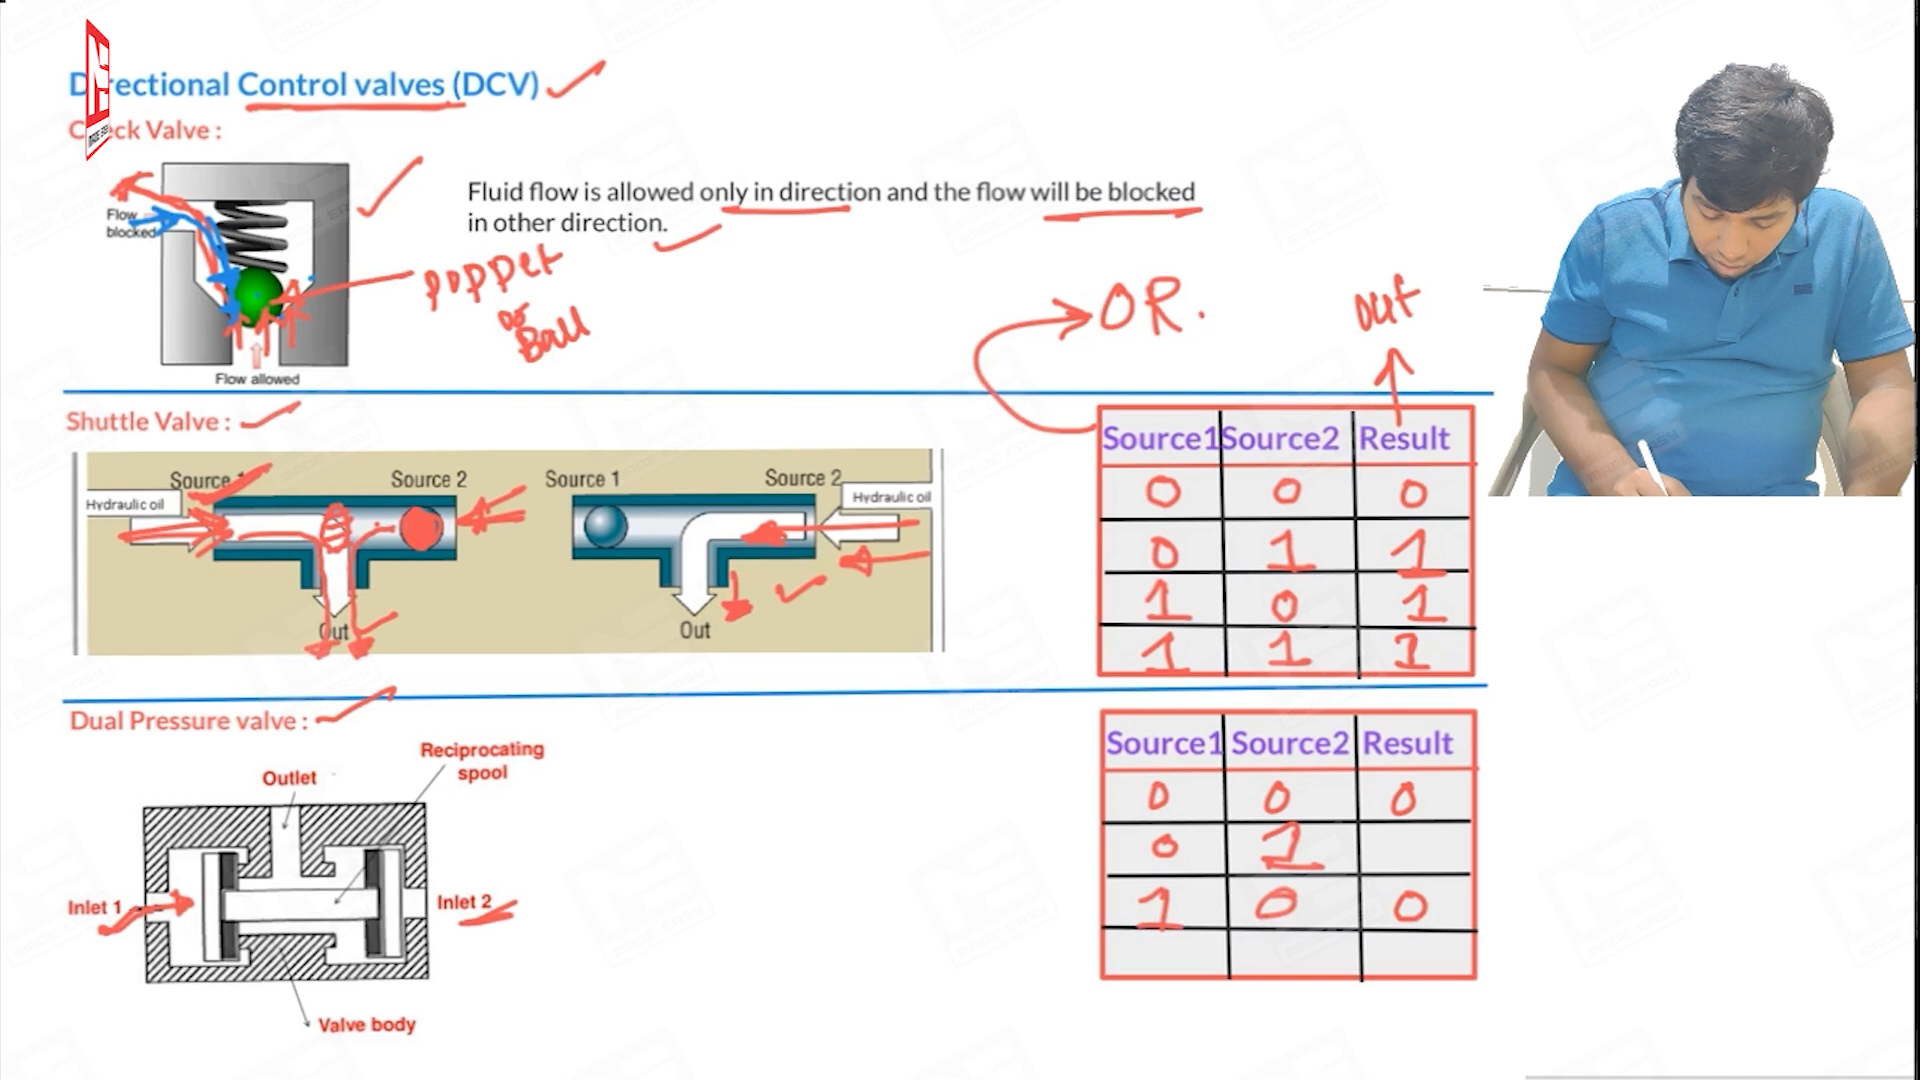 Directional Control valves (DCV)
Check Valve :
Flow
blocked
Flow allowed
Fluid flow is allowed only in direction and the flow will be blocked
in other direction.
poppet
or
Ball
OR.
out
Shuttle Valve :
Source 1
Source 2
Hydraulic oil
Out
Source 1
Source 2
Hydraulic oil
Out
Source1 Source2 Result
0 0 0
0 1 1
1 0 1
1 1 1
Dual Pressure valve :
Reciprocating
spool
Outlet
Inlet 1
Inlet 2
Valve body
Source1 Source2 Result
0 0 0
0 1
1 0 0